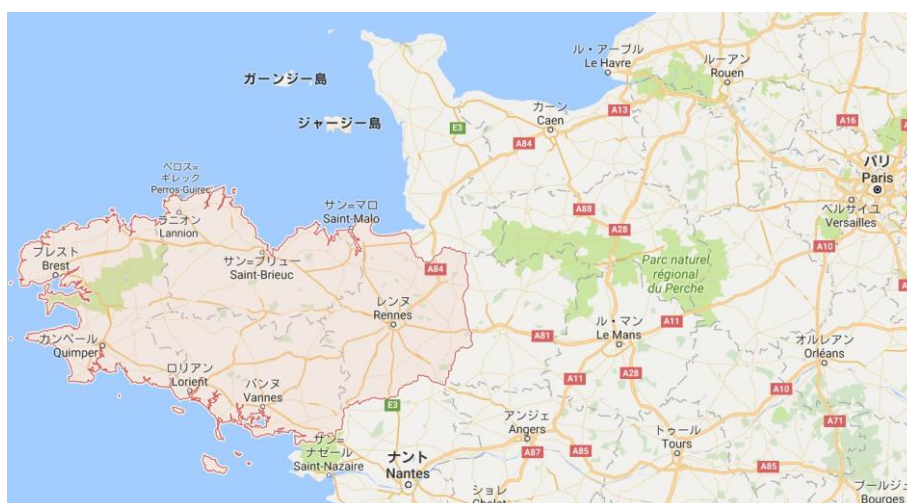 ル・アーブル
Le Havre
ルーアン
Rouen
ガーンジー島
カーン
Caen
A13
ジャージー島
E3
A84
A16
パリ
Paris
ペロス=
ギレック
Perros-Guirec
サン=マロ
Saint-Malo
ベルサイユ
Versailles
ラニオン
Lannion
A88
A28
A10
ブレスト
Brest
サン=ブリュー
Saint-Brieuc
A84
Parc naturel
régional
du Perche
レンヌ
Rennes
カンペール
Quimper
A81
ル・マン
Le Mans
A11
オルレアン
Orléans
ロリアン
Lorient
バンヌ
Vannes
A11
A28
A10
E3
アンジェ
Angers
トゥール
Tours
A71
サン=
ナゼール
Saint-Nazaire
ナント
Nantes
A87
A85
A85
ショレ
Cholet
ブールジュ
Bourges